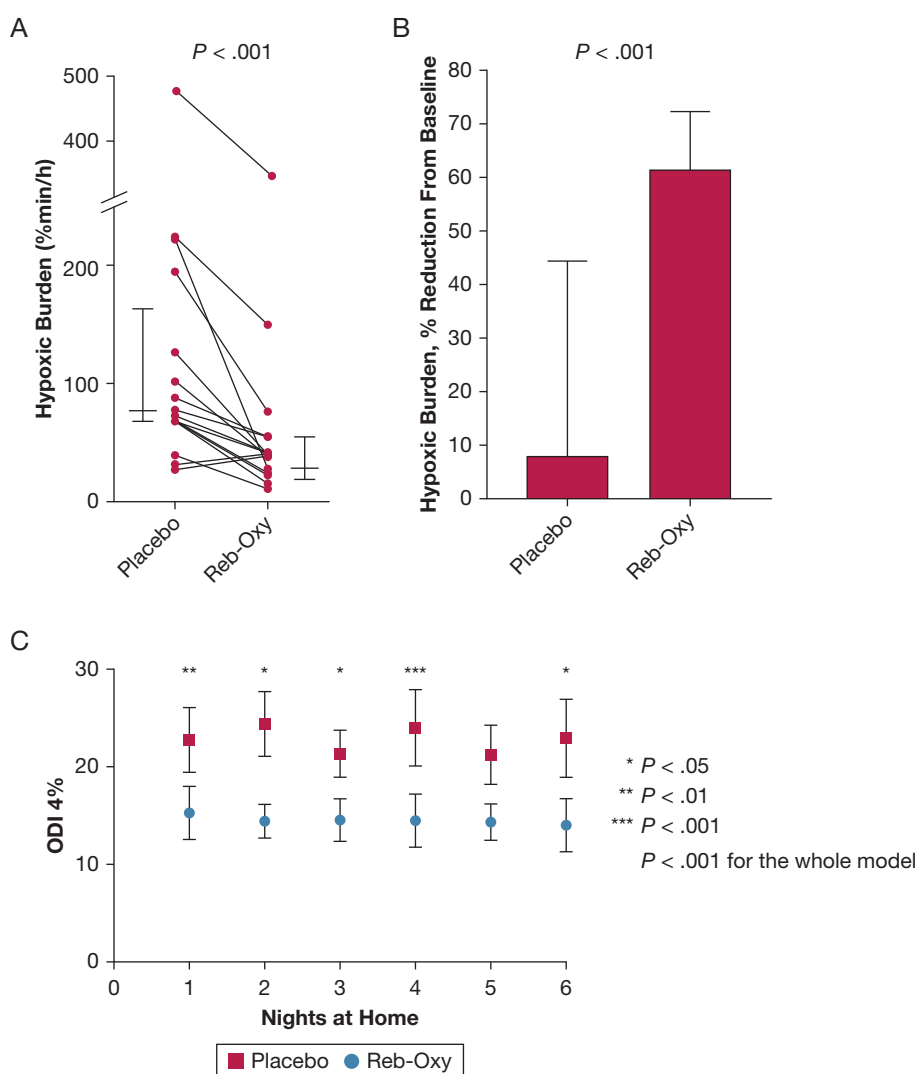 A
P < .001
500
400
200
100
0
Hypoxic Burden (%min/h)
Placebo
Reb-Oxy
B
P < .001
80
70
60
50
40
30
20
10
0
Hypoxic Burden, % Reduction From Baseline
Placebo
Reb-Oxy
C
30
20
10
0
ODI 4%
** * * *** *
0 1 2 3 4 5 6
Nights at Home
* P < .05
** P < .01
*** P < .001
P < .001 for the whole model
Placebo Reb-Oxy